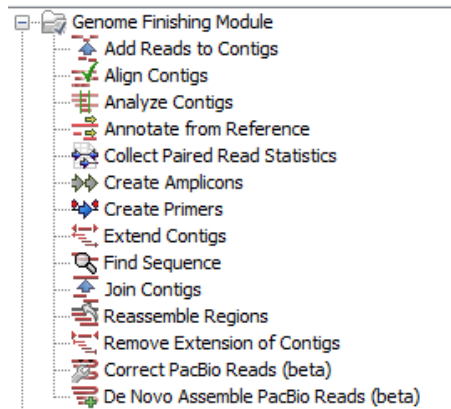 Genome Finishing Module
Add Reads to Contigs
Align Contigs
Analyze Contigs
Annotate from Reference
Collect Paired Read Statistics
Create Amplicons
Create Primers
Extend Contigs
Find Sequence
Join Contigs
Reassemble Regions
Remove Extension of Contigs
Correct PacBio Reads (beta)
De Novo Assemble PacBio Reads (beta)